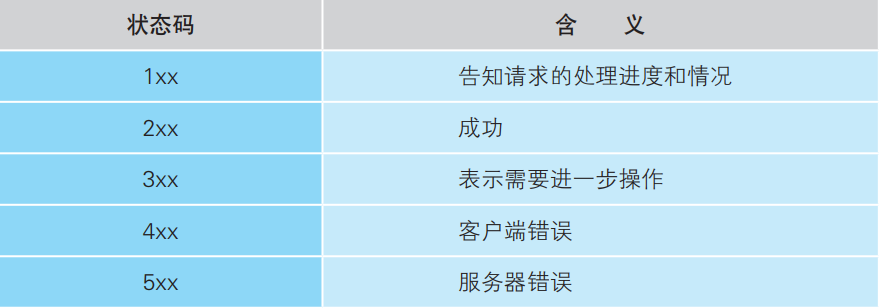 状态码 含 义
1xx 告知请求的处理进度和情况
2xx 成功
3xx 表示需要进一步操作
4xx 客户端错误
5xx 服务器错误